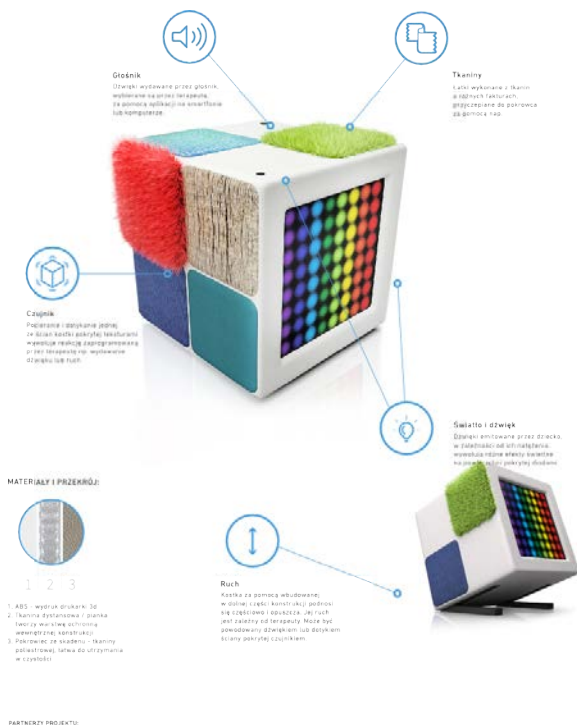 Głośnik
Dźwięki wydawane przez głośnik,
wybierane są przez terapeutę
za pomocą aplikacji na smartfonie
lub komputerze.
Tkaniny
Łatki wykonane z tkanin
o różnych fakturach,
przyczepiane do pokrowca
za pomocą nap.
Czujnik
Pocieranie i dotykanie jednej
ze ścian kostki pokrytej teksturami
wywołuje reakcję zaprogramowaną
przez terapeutę np. wydawanie
dźwięku lub ruch.
Światło i dźwięk
Dźwięki emitowane przez dziecko,
w zależności od ich natężenia,
wywołują różne efekty świetlne
na powierzchni pokrytej diodami.
MATERIAŁY I PRZEKRÓJ:
1 2 3
1. ABS - wydruk drukarki 3d
2. Tkanina dystansowa / pianka
tworzy warstwę ochronną
wewnętrznej konstrukcji
3. Pokrowiec ze skadenu - tkaniny
poliestrowej, łatwa do utrzymania
w czystości
Ruch
Kostka za pomocą wbudowanej
w dolnej części konstrukcji podnosi
się częściowo i opuszcza. Jej ruch
jest zależny od terapeuty. Może być
powodowany dźwiękiem lub dotykiem
ściany pokrytej czujnikiem.
PARTNERZY PROJEKTU: